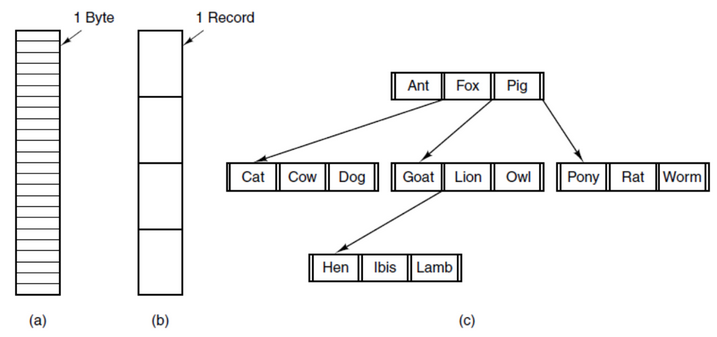 1 Byte
1 Record
Ant Fox Pig
Cat Cow Dog
Goat Lion Owl
Pony Rat Worm
Hen Ibis Lamb
(a)
(b)
(c)